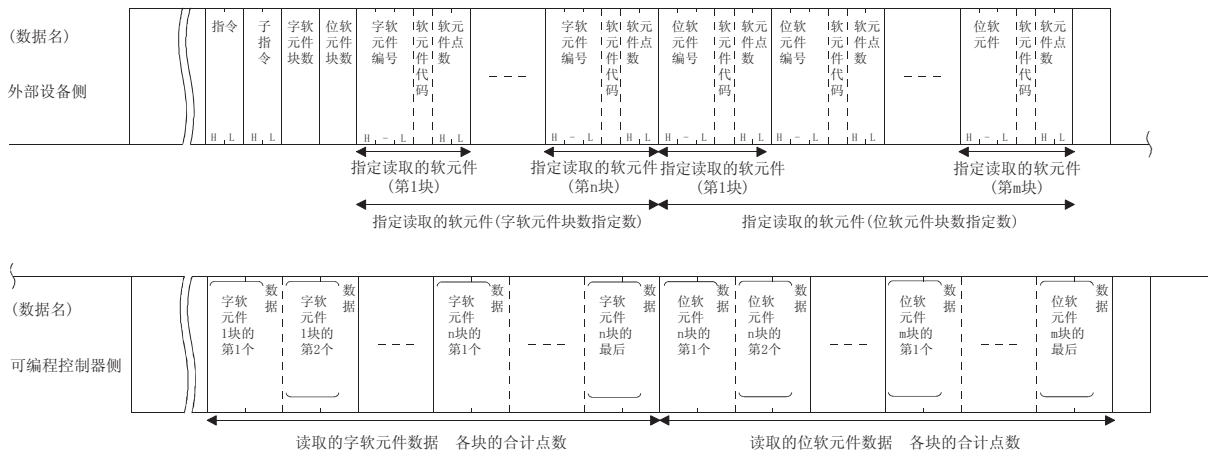 (数据名)
外部设备侧
指令
子指令
字软元件块数
位软元件块数
字软元件编号
软元件代码
软元件点数
字软元件编号
软元件代码
软元件点数
位软元件编号
软元件代码
软元件点数
位软元件编号
软元件代码
软元件点数
位软元件
软元件代码
软元件点数
H L
H L
H - L
H L
H - L
H L
H - L
H L
H - L
H L
H - L
H L
指定读取的软元件
(第1块)
指定读取的软元件
(第n块)
指定读取的软元件
(第1块)
指定读取的软元件
(第m块)
指定读取的软元件(字软元件块数指定数)
指定读取的软元件(位软元件块数指定数)
(数据名)
可编程控制器侧
字软元件1块的第1个
数据
字软元件1块的第2个
数据
字软元件n块的第1个
数据
字软元件n块的最后
数据
位软元件n块的第1个
数据
位软元件n块的第2个
数据
位软元件m块的第1个
数据
位软元件m块的最后
数据
读取的字软元件数据 各块的合计点数
读取的位软元件数据 各块的合计点数